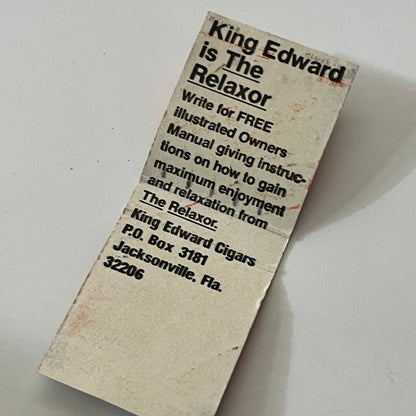 King Edward
is The
Relaxor
Write for FREE
illustrated Owners
Manual giving instruc-
tions on how to gain
maximum enjoyment
and relaxation from
The Relaxor.
King Edward Cigars
P.O. Box 3181
Jacksonville, Fla.
32206